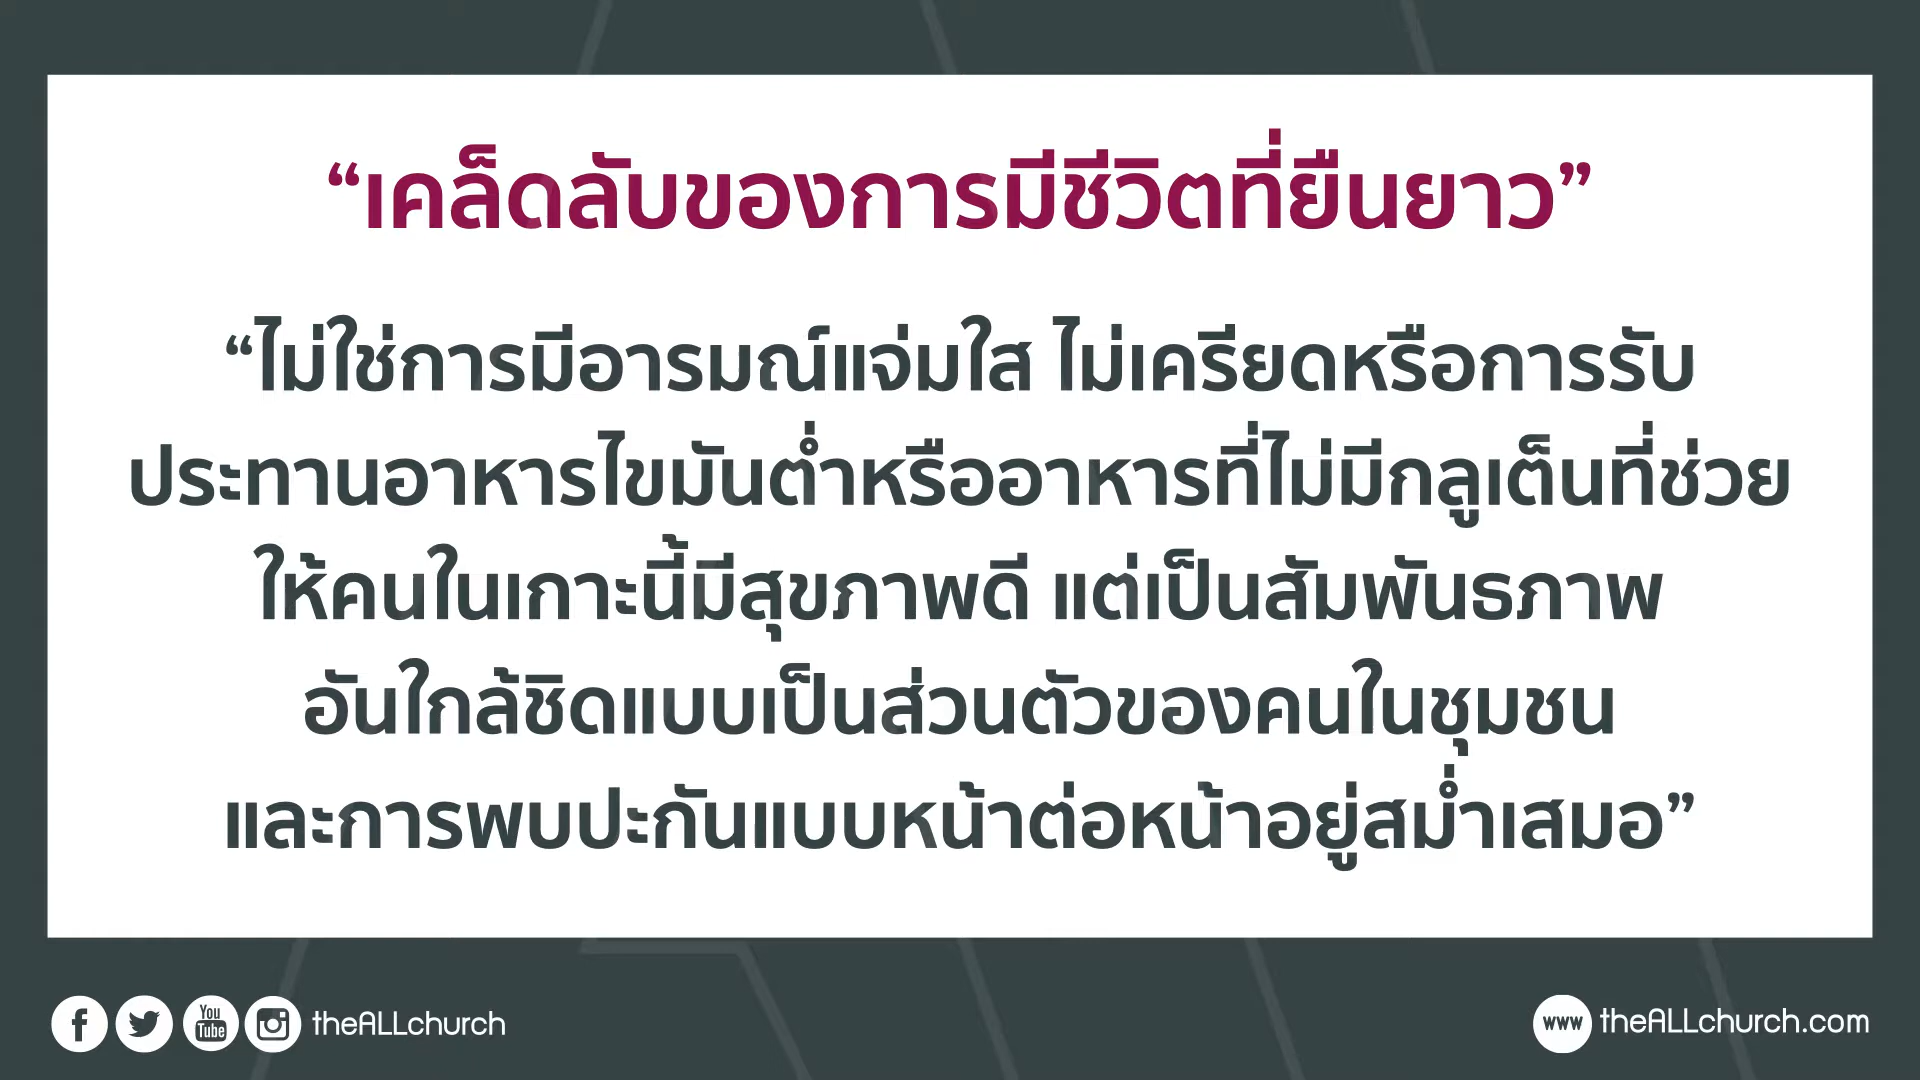 “เคล็ดลับของการมีชีวิตที่ยืนยาว”
“ไม่ใช่การมีอารมณ์แจ่มใส ไม่เครียดหรือการรับ
ประทานอาหารไขมันต่ำหรืออาหารที่ไม่มีกลูเต็นที่ช่วย
ให้คนในเกาะนี้มีสุขภาพดี แต่เป็นสัมพันธภาพ
อันใกล้ชิดแบบเป็นส่วนตัวของคนในชุมชน
และการพบปะกันแบบหน้าต่อหน้าอยู่สม่ำเสมอ”
You Tube theALLchurch
www theALLchurch.com